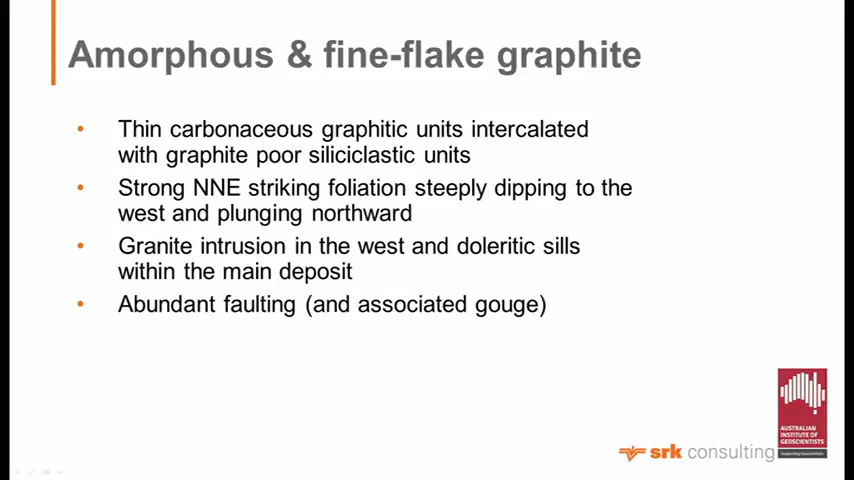 Amorphous & fine-flake graphite
• Thin carbonaceous graphitic units intercalated
with graphite poor siliciclastic units
• Strong NNE striking foliation steeply dipping to the
west and plunging northward
• Granite intrusion in the west and doleritic sills
within the main deposit
• Abundant faulting (and associated gouge)
AUSTRALIAN
INSTITUTE OF
GEOSCIENTISTS
srk consulting